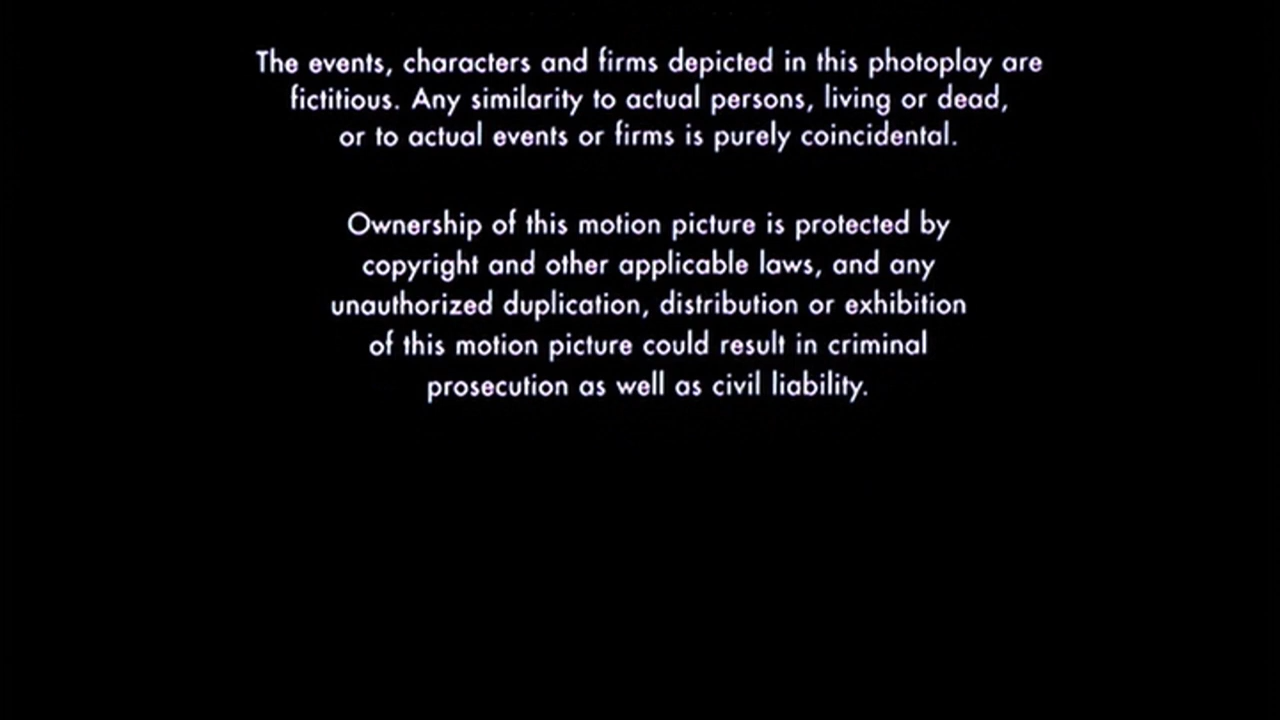 The events, characters and firms depicted in this photoplay are
fictitious. Any similarity to actual persons, living or dead,
or to actual events or firms is purely coincidental.
Ownership of this motion picture is protected by
copyright and other applicable laws, and any
unauthorized duplication, distribution or exhibition
of this motion picture could result in criminal
prosecution as well as civil liability.